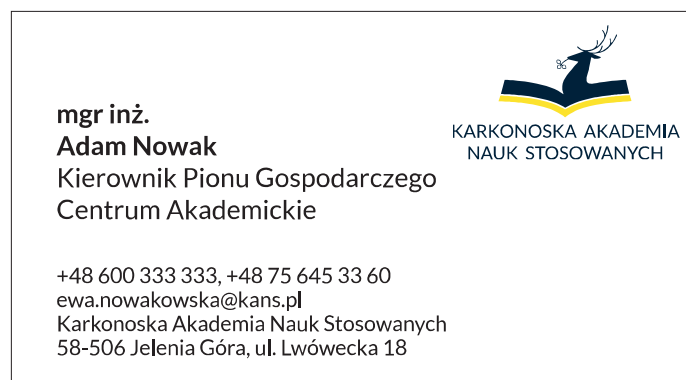 mgr inż.
Adam Nowak
Kierownik Pionu Gospodarczego
Centrum Akademickie
KARKONOSKA AKADEMIA
NAUK STOSOWANYCH
+48 600 333 333, +48 75 645 33 60
ewa.nowakowska@kans.pl
Karkonoska Akademia Nauk Stosowanych
58-506 Jelenia Góra, ul. Lwówecka 18